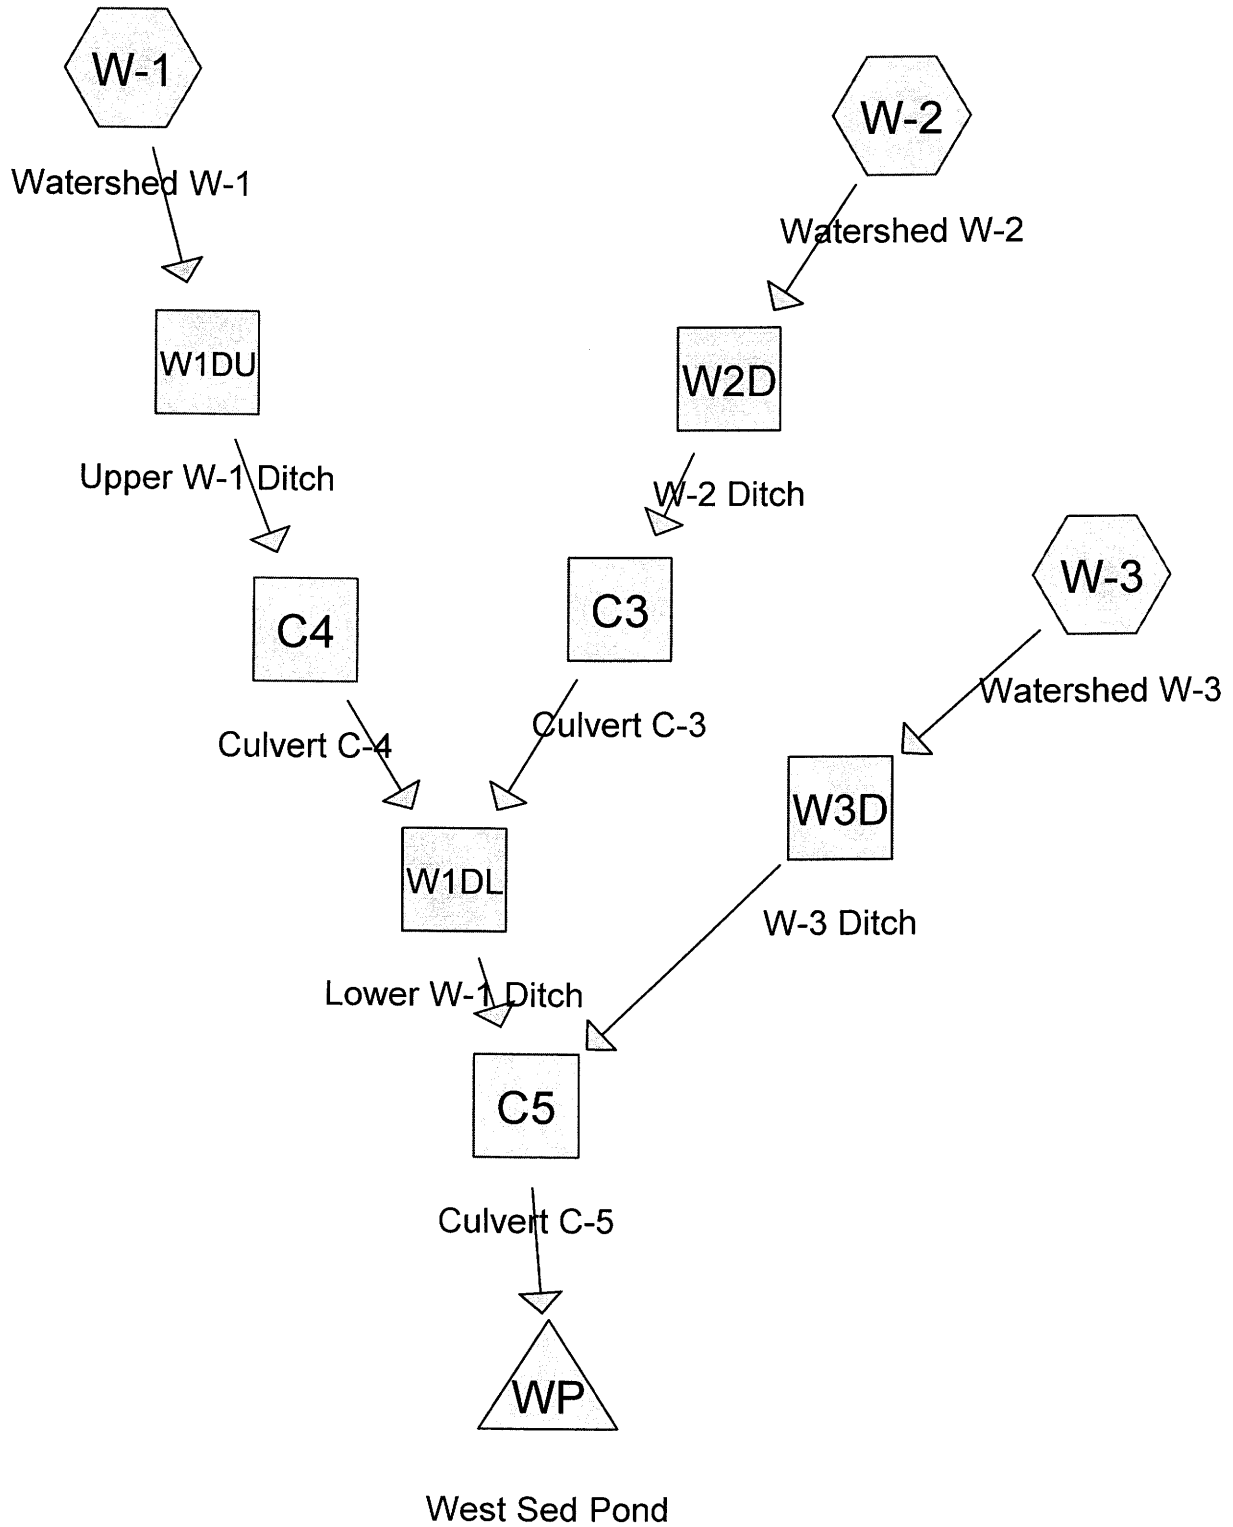 W-1
W-2
Watershed W-1
Watershed W-2
W1DU
W2D
Upper W-1 Ditch
W-2 Ditch
W-3
C4
C3
Watershed W-3
Culvert C-4
Culvert C-3
W3D
W1DL
W-3 Ditch
Lower W-1 Ditch
C5
Culvert C-5
WP
West Sed Pond